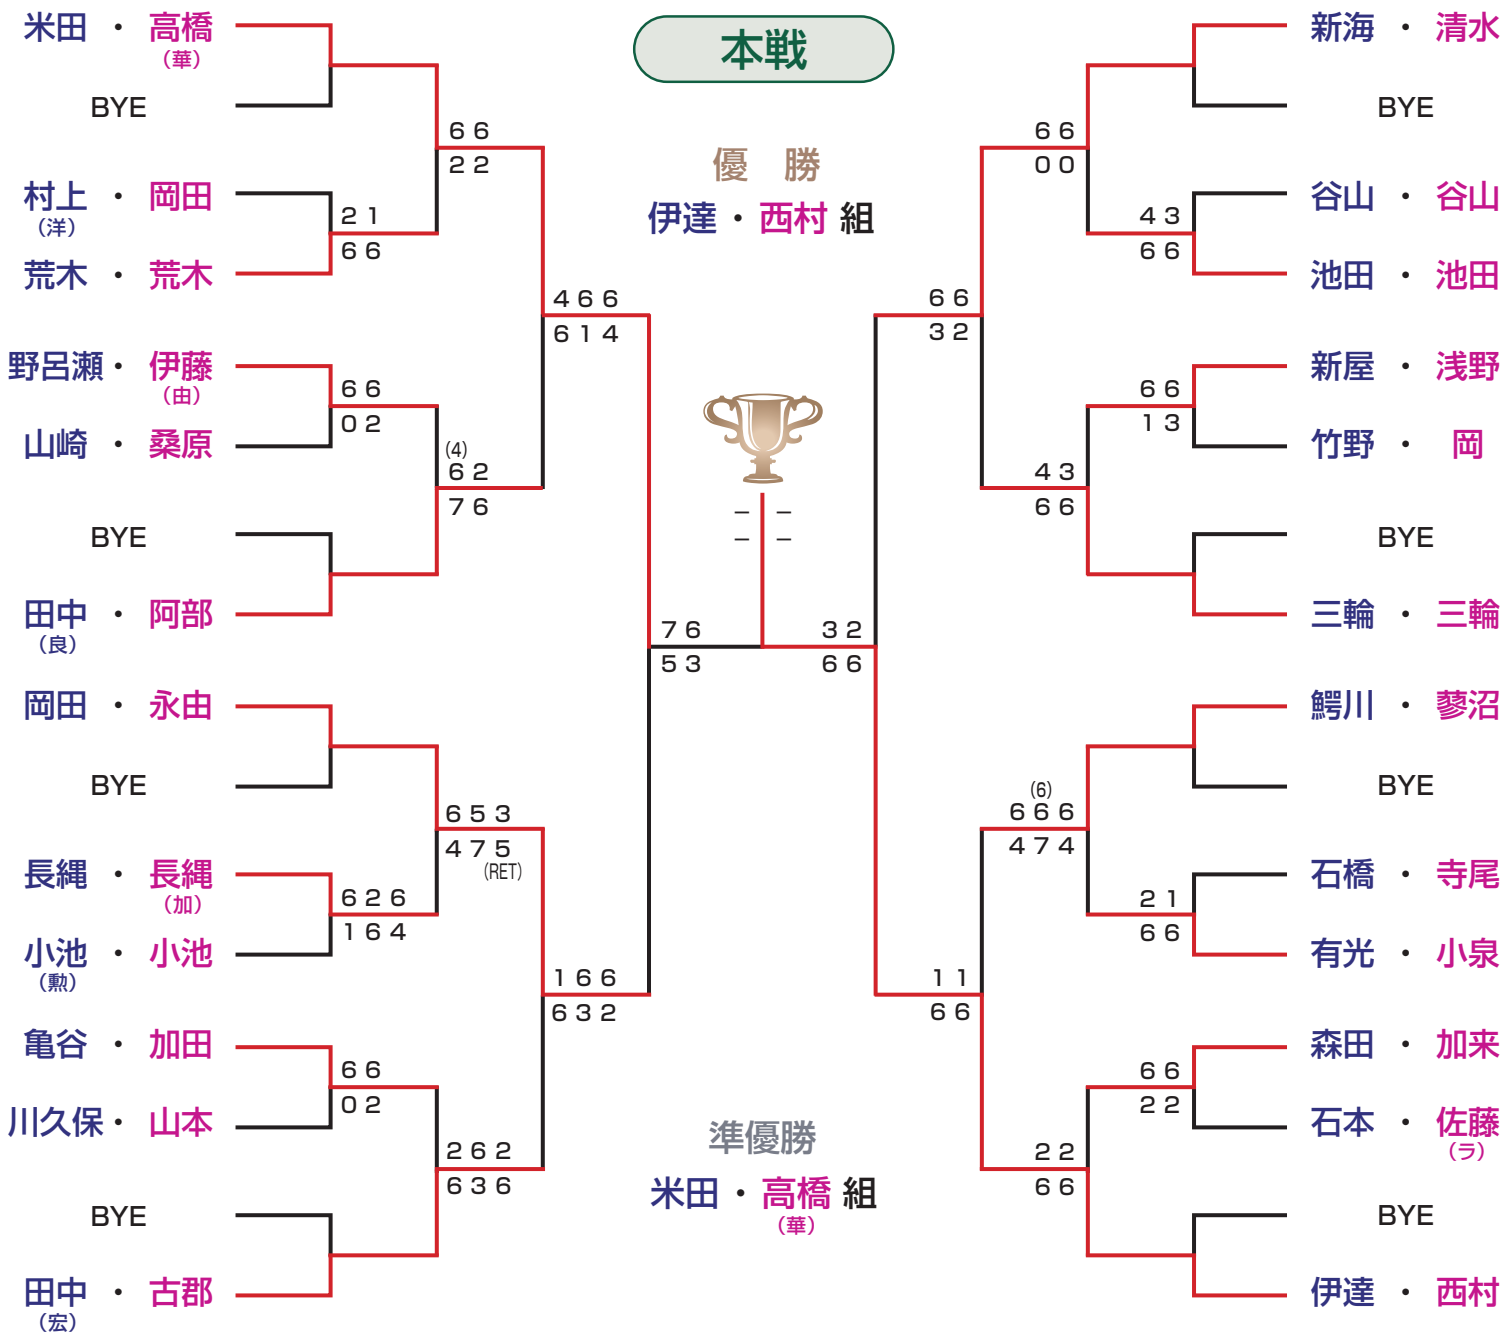 本戦
優 勝
伊達・西村 組
米田 ・ 高橋
（華）
BYE
6 6
2 2
村上 ・ 岡田
（洋）
2 1
6 6
荒木 ・ 荒木
4 6 6
6 1 4
野呂瀬・ 伊藤
（由）
6 6
0 2
山崎 ・ 桑原
(4)
6 2
7 6
BYE
田中 ・ 阿部
（良）
7 6
5 3
岡田 ・ 永由
BYE
6 5 3
4 7 5
(RET)
長縄 ・ 長縄
（加）
6 2 6
1 6 4
小池 ・ 小池
（勲）
1 6 6
6 3 2
亀谷 ・ 加田
6 6
0 2
川久保・ 山本
2 6 2
6 3 6
BYE
田中 ・ 古郡
（宏）
– –
– –
新海 ・ 清水
BYE
6 6
0 0
谷山 ・ 谷山
4 3
6 6
池田 ・ 池田
6 6
3 2
新屋 ・ 浅野
6 6
1 3
竹野 ・ 岡
4 3
6 6
BYE
三輪 ・ 三輪
3 2
6 6
鰐川 ・ 蓼沼
BYE
(6)
6 6 6
4 7 4
石橋 ・ 寺尾
2 1
6 6
有光 ・ 小泉
1 1
6 6
森田 ・ 加来
6 6
2 2
石本 ・ 佐藤
（ラ）
2 2
6 6
BYE
伊達 ・ 西村
準優勝
米田 ・ 高橋 組
（華）